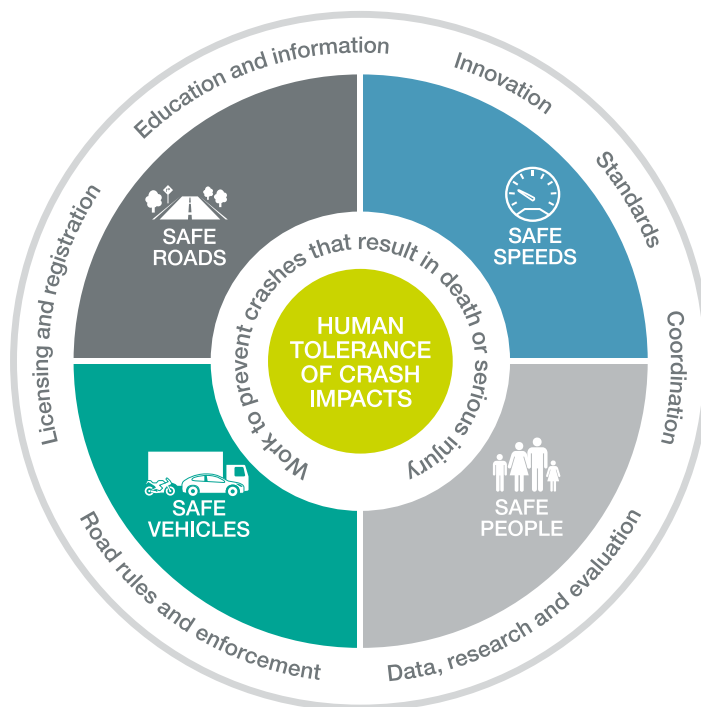 Education and information
Innovation
Standards
Coordination
Data, research and evaluation
Road rules and enforcement
Licensing and registration
SAFE
ROADS
SAFE
SPEEDS
SAFE
VEHICLES
SAFE
PEOPLE
Work to prevent crashes that result in death or serious injury
HUMAN
TOLERANCE
OF CRASH
IMPACTS